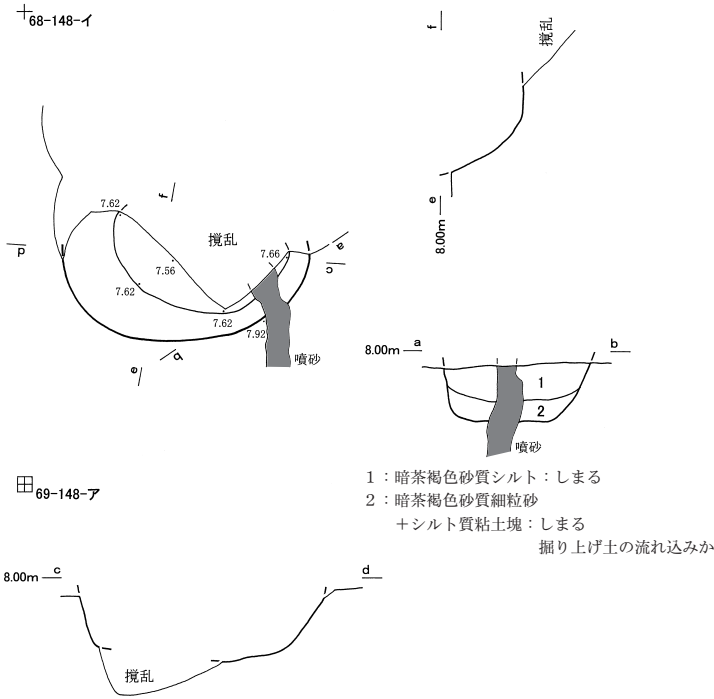 68-148-イ
f
撹乱
7.62
f
撹乱
7.66
a
c
d
7.56
7.62
7.62
7.92
b
e
噴砂
e
8.00m
8.00m
a
b
1
2
噴砂
1：暗茶褐色砂質シルト：しまる
2：暗茶褐色砂質細粒砂
＋シルト質粘土塊：しまる
掘り上げ土の流れ込みか
69-148-ア
8.00m
c
d
撹乱